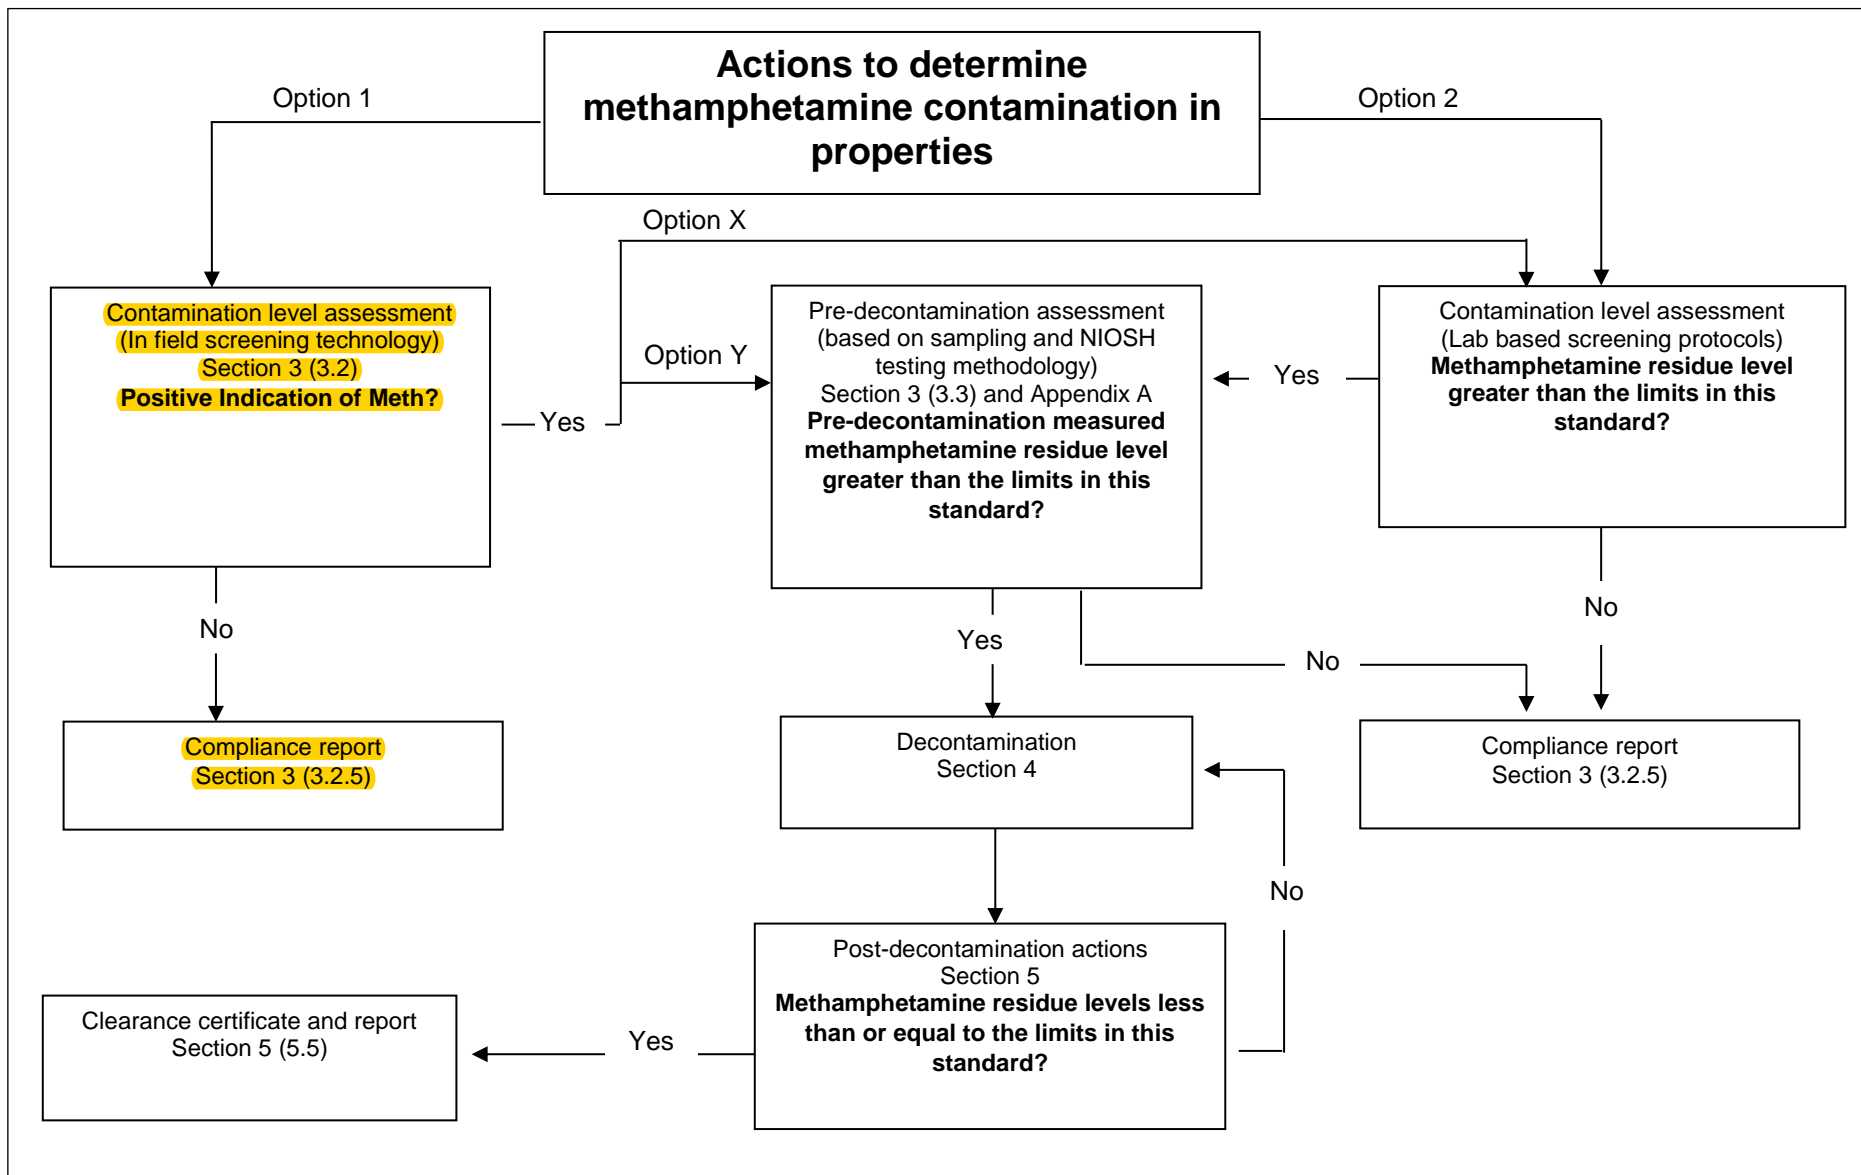 Actions to determine
methamphetamine contamination in
properties
Option 1
Option 2
Option X
Option Y
Contamination level assessment
(In field screening technology)
Section 3 (3.2)
Positive Indication of Meth?
Yes
Pre-decontamination assessment
(based on sampling and NIOSH
testing methodology)
Section 3 (3.3) and Appendix A
Pre-decontamination measured
methamphetamine residue level
greater than the limits in this
standard?
Yes
Contamination level assessment
(Lab based screening protocols)
Methamphetamine residue level
greater than the limits in this
standard?
No
Yes
No
No
Compliance report
Section 3 (3.2.5)
Decontamination
Section 4
Compliance report
Section 3 (3.2.5)
No
Post-decontamination actions
Section 5
Methamphetamine residue levels less
than or equal to the limits in this
standard?
Yes
Clearance certificate and report
Section 5 (5.5)